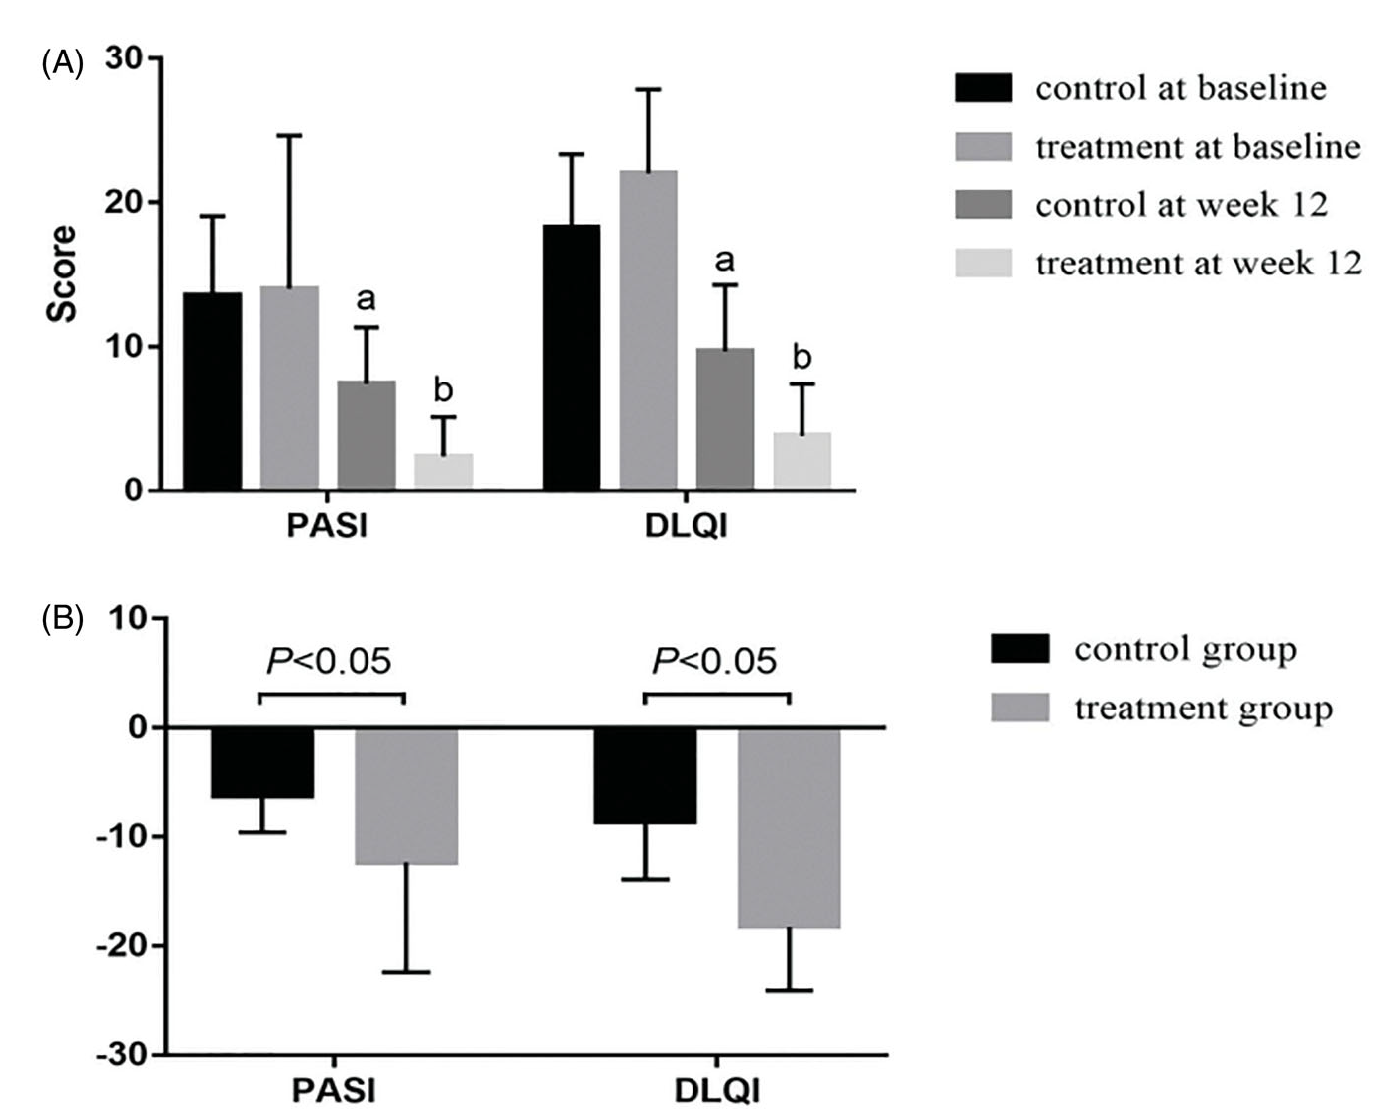 (A)
30
20
10
0
Score
a
b
a
b
PASI
DLQI
control at baseline
treatment at baseline
control at week 12
treatment at week 12
(B)
10
0
-10
-20
-30
P<0.05
P<0.05
PASI
DLQI
control group
treatment group